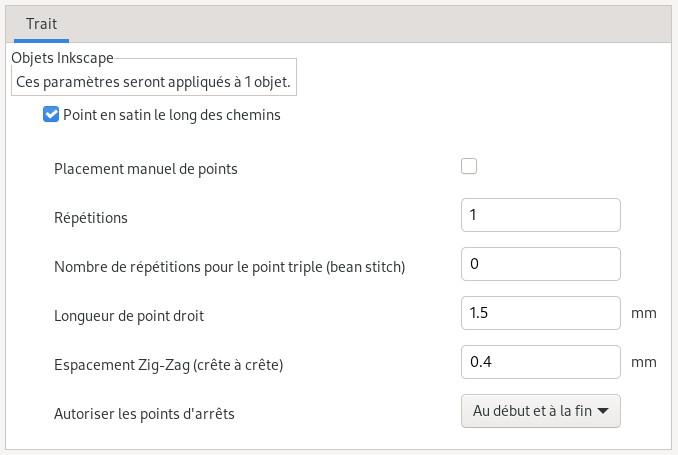 Trait
Objets Inkscape
Ces paramètres seront appliqués à 1 objet.
Point en satin le long des chemins
Placement manuel de points
Répétitions
1
Nombre de répétitions pour le point triple (bean stitch)
0
Longueur de point droit
1.5 mm
Espacement Zig-Zag (crête à crête)
0.4 mm
Autoriser les points d'arrêts
Au début et à la fin